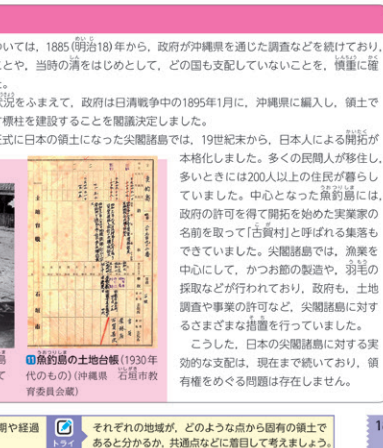 ついては，1885(明治18)年から，政府が沖縄県を通じた調査などを続けており，
ことや，当時の清をはじめとして，どの国も支配していないことを，慎重に確
た。
状況をふまえて，政府は日清戦争中の1895年1月に，沖縄県に編入し，領土で
す標柱を建設することを閣議決定しました。
正式に日本の領土になった尖閣諸島では，19世紀末から，日本人による開拓が
本格化しました。多くの民間人が移住し，
多いときには200人以上の住民が暮らし
ていました。中心となった魚釣島には，
政府の許可を得て開拓を始めた実業家の
名前を取って「古賀村」と呼ばれる集落も
できていました。尖閣諸島では，漁業を
中心にして，かつお節の製造や，羽毛の
採取などが行われており，政府も，土地
調査や事業の許可など，尖閣諸島に対す
るさまざまな措置を行っていました。
こうした，日本の尖閣諸島に対する実
効的な支配は，現在まで続いており，領
有権をめぐる問題は存在しません。
土地台帳
石垣市
島
て
⓫魚釣島の土地台帳(1930年
代のもの)(沖縄県 石垣市教
育委員会蔵)
期や経過
トライ
それぞれの地域が，どのような点から固有の領土で
あると分かるか，共通点などに着目して考えましょう。